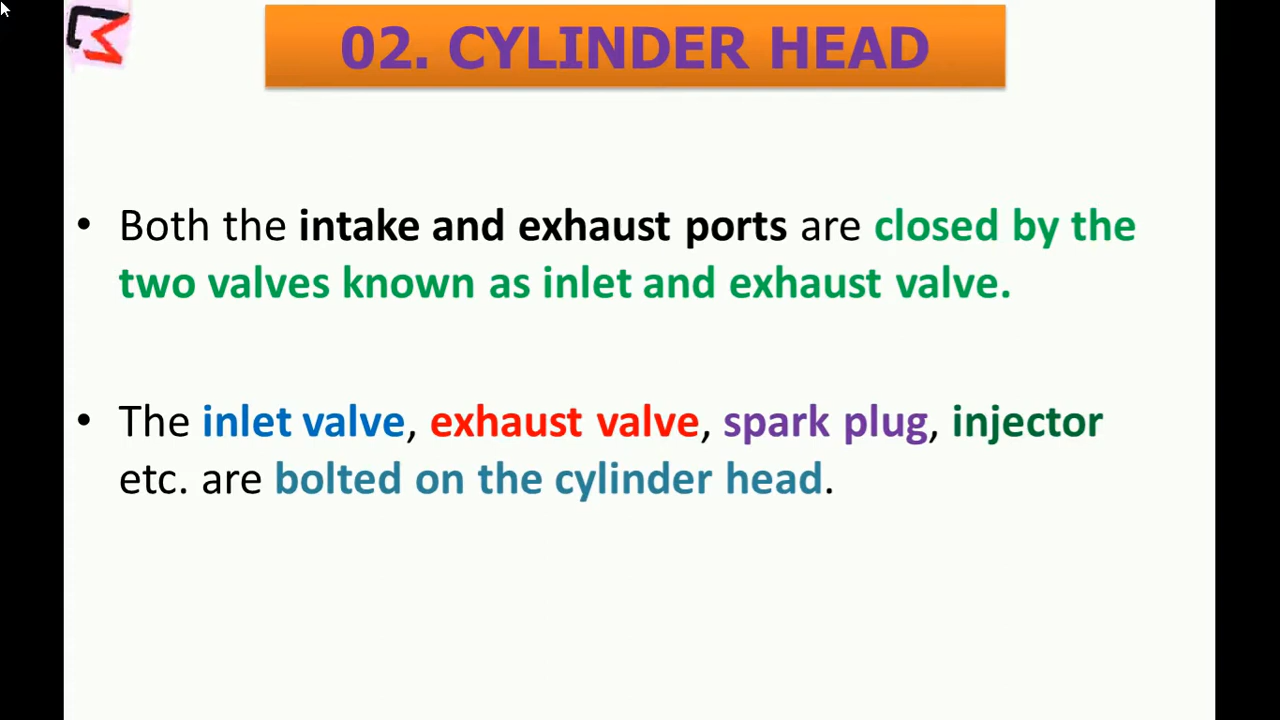 02. CYLINDER HEAD
• Both the intake and exhaust ports are closed by the
two valves known as inlet and exhaust valve.
• The inlet valve, exhaust valve, spark plug, injector
etc. are bolted on the cylinder head.